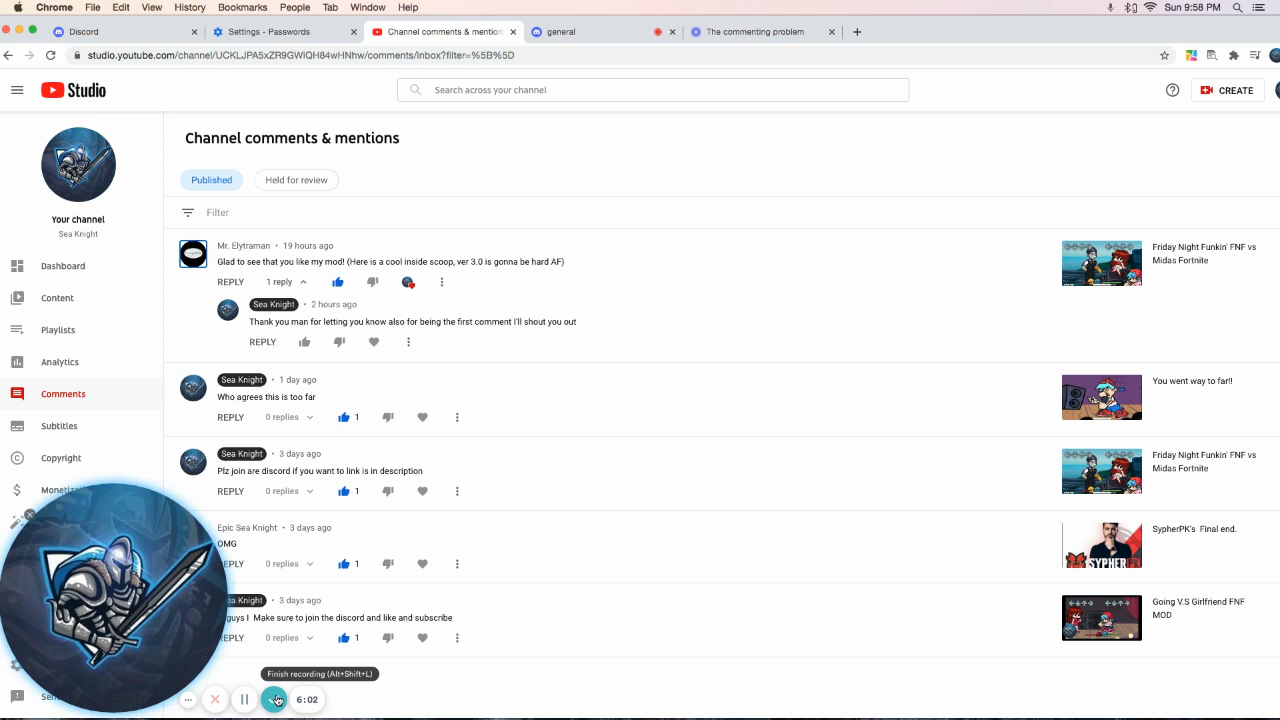 Chrome File Edit View History Bookmarks People Tab Window Help Sun 9:58 PM
Discord Settings - Passwords Channel comments & mention general The commenting problem
studio.youtube.com/channel/UCKLJPA5xZR9GWiQH84wHNhw/comments/inbox?filter=%5B%5D
Studio Search across your channel CREATE
Channel comments & mentions
Published Held for review
Your channel
Sea Knight
Filter
Dashboard
Content
Playlists
Analytics
Comments
Subtitles
Copyright
Moneti
Mr. Elytraman • 19 hours ago
Glad to see that you like my mod! (Here is a cool inside scoop, ver 3.0 is gonna be hard AF)
REPLY 1 reply
Friday Night Funkin' FNF vs
Midas Fortnite
Sea Knight • 2 hours ago
Thank you man for letting you know also for being the first comment I'll shout you out
REPLY
Sea Knight • 1 day ago
Who agrees this is too far
REPLY 0 replies 1
You went way to far!!
Sea Knight • 3 days ago
Plz join are discord if you want to link is in description
REPLY 0 replies 1
Friday Night Funkin' FNF vs
Midas Fortnite
Epic Sea Knight • 3 days ago
OMG
REPLY 0 replies 1
SypherPK's Final end.
SYPHER
Knight • 3 days ago
guys I Make sure to join the discord and like and subscribe
EPLY 0 replies 1
Going V.S Girlfriend FNF
MOD
Finish recording (Alt+Shift+L)
6:02